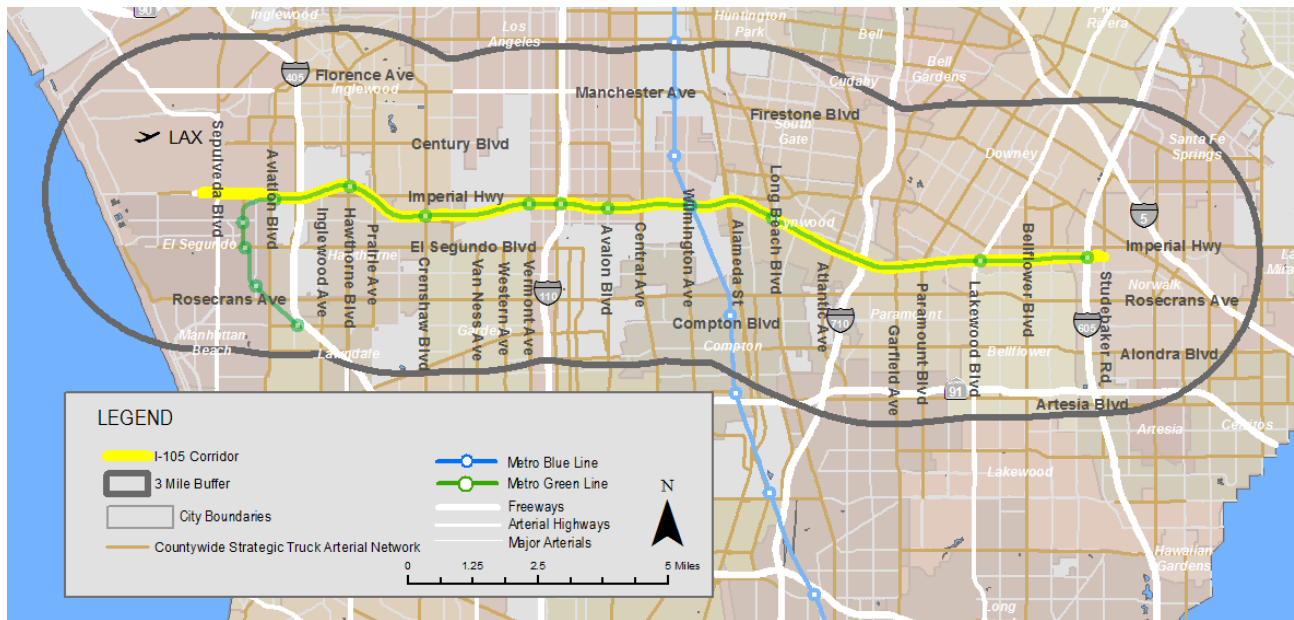 90
Inglewood
Los
Angeles
Huntington
Park
Bell
Pico
Rivera
Bell
Gardens
405
Florence Ave
Inglewood
Manchester Ave
Cudahy
Firestone Blvd
LAX
Century Blvd
South
Gate
Downey
Santa Fe
Springs
Sepulveda Blvd
Aviation Blvd
Imperial Hwy
Wilmington Ave
Long Beach Blvd
Inglewood Ave
Hawthorne Blvd
Prairie Ave
Alameda St
5
El Segundo
Hawthorne
El Segundo Blvd
Bellflower Blvd
Imperial Hwy
Crenshaw Blvd
Van Ness Ave
Western Ave
Vermont Ave
Avalon Blvd
Central Ave
Atlantic Ave
Lakewood Blvd
Studebaker Rd
Norwalk
Rosecrans Ave
110
Rosecrans Ave
Paramount Blvd
Garfield Ave
Paramount
710
605
Manhattan
Beach
Lawndale
Gardena
Compton Blvd
Compton
Bellflower
Alondra Blvd
91
Artesia Blvd
Artesia
Cerritos
Lakewood
Hawaiian
Gardens
Long
LEGEND
I-105 Corridor
3 Mile Buffer
City Boundaries
Countywide Strategic Truck Arterial Network
Metro Blue Line
Metro Green Line
Freeways
Arterial Highways
Major Arterials
N
0 1.25 2.5 5 Miles